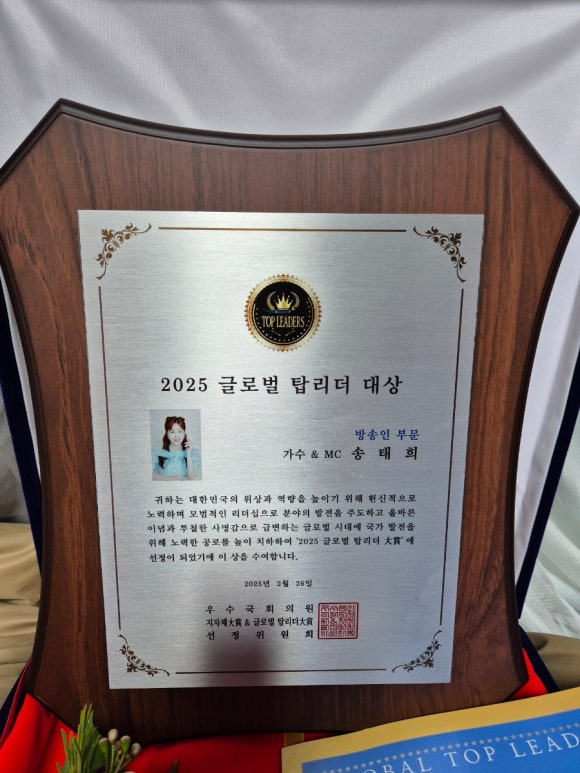 TOP LEADERS
2025 글로벌 탑리더 대상
방송인 부문
가수 & MC 송 태 희
귀하는 대한민국의 위상과 역량을 높이기 위해 헌신적으로
노력하며 모범적인 리더십으로 분야의 발전을 주도하고 올바른
이념과 투철한 사명감으로 급변하는 글로벌 시대에 국가 발전을
위해 노력한 공로를 높이 치하하여 '2025 글로벌 탑리더 大賞' 에
선정이 되었기에 이 상을 수여합니다.
2025년 2월 26일
우 수 국 회 의 원
지자체大賞 & 글로벌 탑리더大賞
선 정 위 원 회
OBAL TOP LEAD